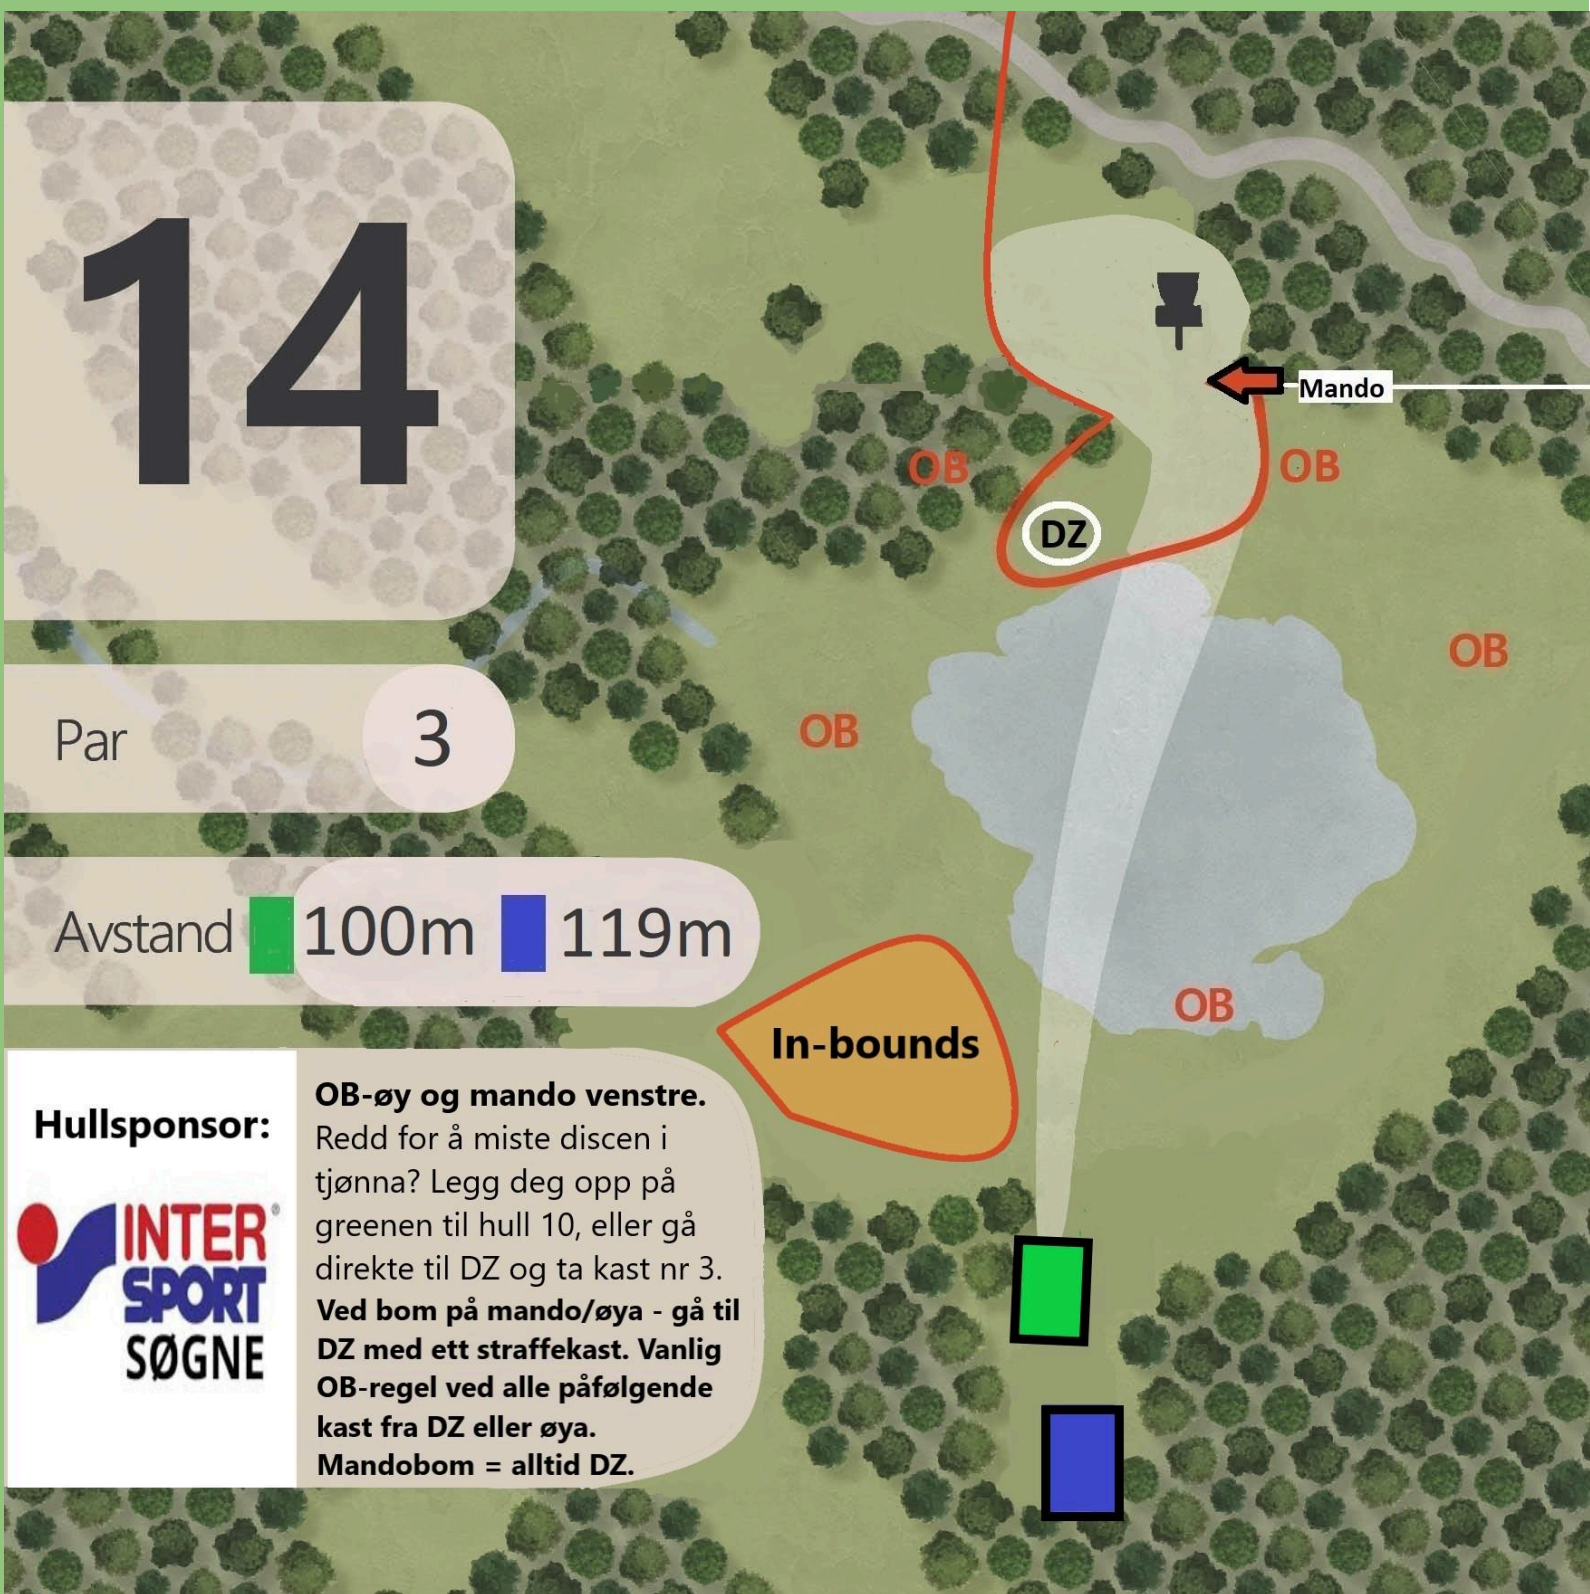 14
Par 3
Avstand 100m 119m
Hullsponsor:
INTER
SPORT
SØGNE
OB-øy og mando venstre.
Redd for å miste discen i
tjønna? Legg deg opp på
greenen til hull 10, eller gå
direkte til DZ og ta kast nr 3.
Ved bom på mando/øya - gå til
DZ med ett straffekast. Vanlig
OB-regel ved alle påfølgende
kast fra DZ eller øya.
Mandobom = alltid DZ.
Mando
OB
OB
DZ
OB
OB
OB
In-bounds